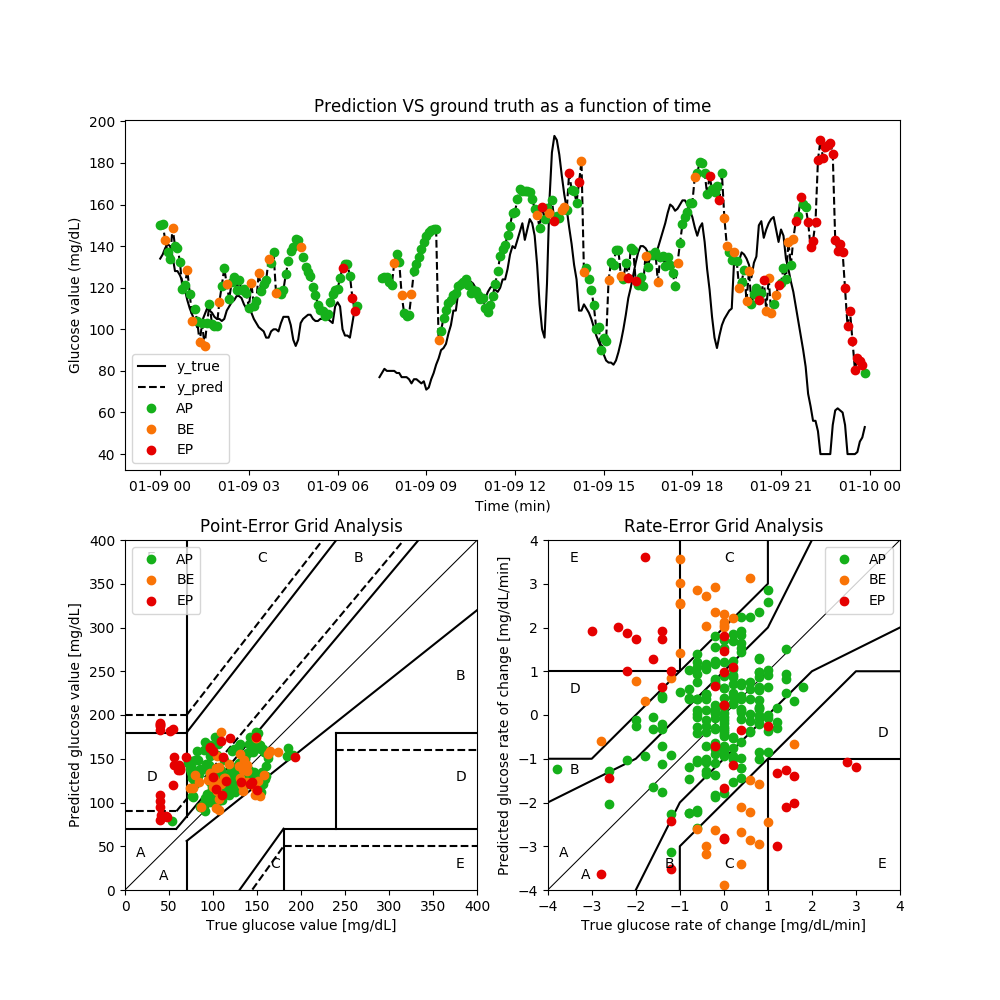 Prediction VS ground truth as a function of time
Glucose value (mg/dL)
200
180
160
140
120
100
80
60
40
y_true
y_pred
AP
BE
EP
01-09 00 01-09 03 01-09 06 01-09 09 01-09 12 01-09 15 01-09 18 01-09 21 01-10 00
Time (min)
Point-Error Grid Analysis
Predicted glucose value [mg/dL]
400
350
300
250
200
150
100
50
0
AP
BE
EP
C
B
B
D
D
A
A
C
E
0 50 100 150 200 250 300 350 400
True glucose value [mg/dL]
Rate-Error Grid Analysis
Predicted glucose rate of change [mg/dL/min]
4
3
2
1
0
−1
−2
−3
−4
E
C
AP
BE
EP
D
D
B
A
A
B
C
E
−4 −3 −2 −1 0 1 2 3 4
True glucose rate of change [mg/dL/min]